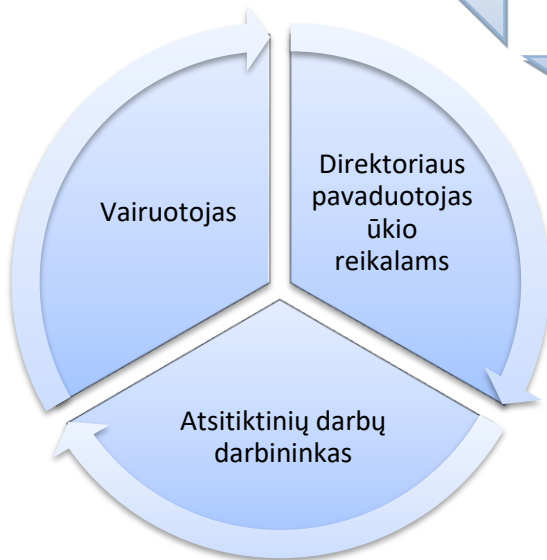 Vairuotojas
Direktoriaus
pavaduotojas
ūkio
reikalams
Atsitiktinių darbų
darbininkas